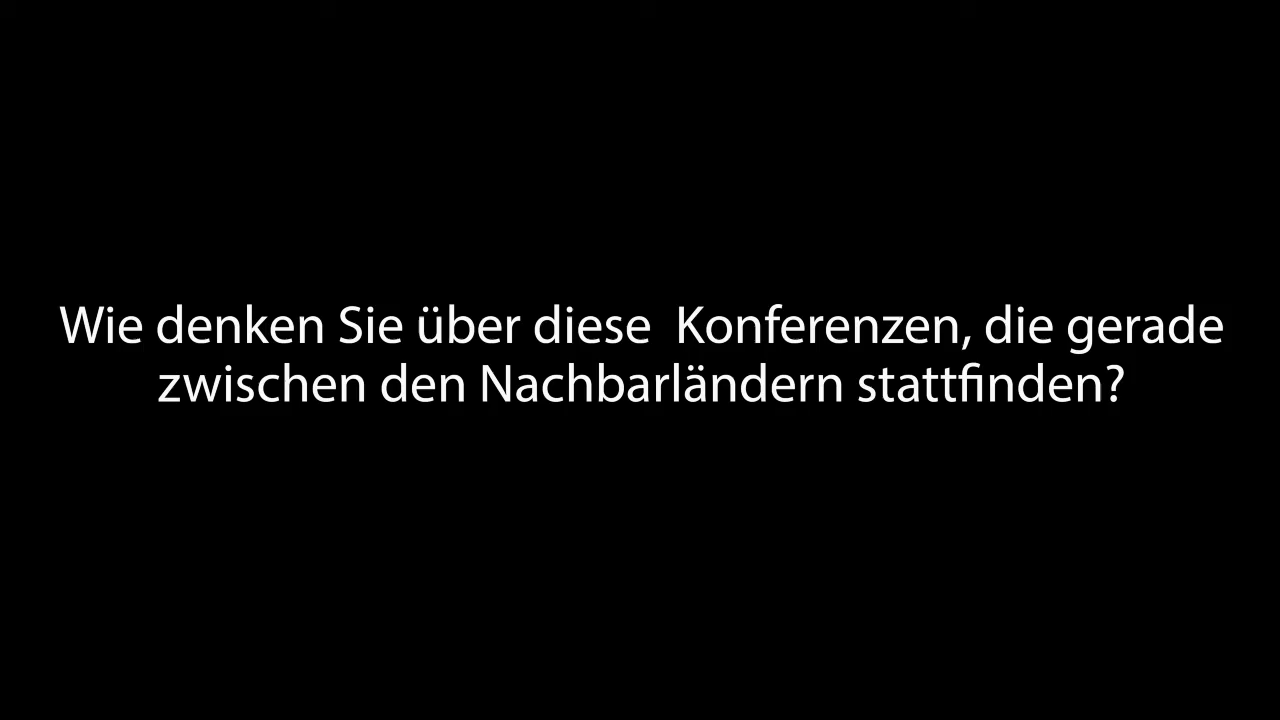 Wie denken Sie über diese  Konferenzen, die gerade
zwischen den Nachbarländern stattfinden?